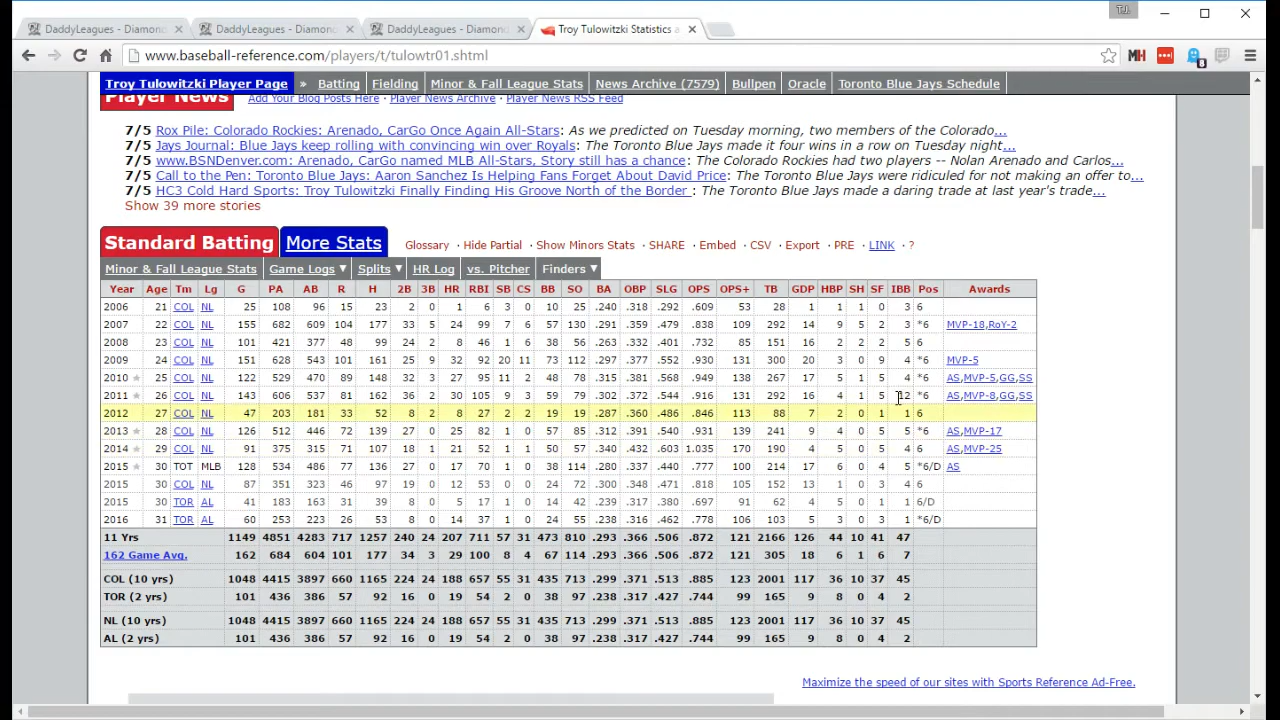 T.J.
DaddyLeagues - Diamond
DaddyLeagues - Diamond
DaddyLeagues - Diamond
Troy Tulowitzki Statistics a
www.baseball-reference.com/players/t/tulowtr01.shtml
MH
8
Troy Tulowitzki Player Page » Batting Fielding Minor & Fall League Stats News Archive (7579) Bullpen Oracle Toronto Blue Jays Schedule
Player News Add Your Blog Posts Here · Player News Archive · Player News RSS Feed
7/5 Rox Pile: Colorado Rockies: Arenado, CarGo Once Again All-Stars: As we predicted on Tuesday morning, two members of the Colorado...
7/5 Jays Journal: Blue Jays keep rolling with convincing win over Royals: The Toronto Blue Jays made it four wins in a row on Tuesday night...
7/5 www.BSNDenver.com: Arenado, CarGo named MLB All-Stars, Story still has a chance: The Colorado Rockies had two players -- Nolan Arenado and Carlos...
7/5 Call to the Pen: Toronto Blue Jays: Aaron Sanchez Is Helping Fans Forget About David Price: The Toronto Blue Jays were ridiculed for not making an offer to...
7/5 HC3 Cold Hard Sports: Troy Tulowitzki Finally Finding His Groove North of the Border : The Toronto Blue Jays made a daring trade at last year's trade...
Show 39 more stories
Standard Batting More Stats Glossary · Hide Partial · Show Minors Stats · SHARE · Embed · CSV · Export · PRE · LINK · ?
Minor & Fall League Stats Game Logs ▼ Splits ▼ HR Log vs. Pitcher Finders ▼
Year Age Tm Lg G PA AB R H 2B 3B HR RBI SB CS BB SO BA OBP SLG OPS OPS+ TB GDP HBP SH SF IBB Pos Awards
2006 21 COL NL 25 108 96 15 23 2 0 1 6 3 0 10 25 .240 .318 .292 .609 53 28 1 1 1 0 3 6
2007 22 COL NL 155 682 609 104 177 33 5 24 99 7 6 57 130 .291 .359 .479 .838 109 292 14 9 5 2 3 *6 MVP-18,RoY-2
2008 23 COL NL 101 421 377 48 99 24 2 8 46 1 6 38 56 .263 .332 .401 .732 85 151 16 2 2 2 5 6
2009 24 COL NL 151 628 543 101 161 25 9 32 92 20 11 73 112 .297 .377 .552 .930 131 300 20 3 0 9 4 *6 MVP-5
2010 ★ 25 COL NL 122 529 470 89 148 32 3 27 95 11 2 48 78 .315 .381 .568 .949 138 267 17 5 1 5 4 *6 AS,MVP-5,GG,SS
2011 ★ 26 COL NL 143 606 537 81 162 36 2 30 105 9 3 59 79 .302 .372 .544 .916 131 292 16 4 1 5 12 *6 AS,MVP-8,GG,SS
2012 27 COL NL 47 203 181 33 52 8 2 8 27 2 2 19 19 .287 .360 .486 .846 113 88 7 2 0 1 1 6
2013 ★ 28 COL NL 126 512 446 72 139 27 0 25 82 1 0 57 85 .312 .391 .540 .931 139 241 9 4 0 5 5 *6 AS,MVP-17
2014 ★ 29 COL NL 91 375 315 71 107 18 1 21 52 1 1 50 57 .340 .432 .603 1.035 170 190 4 5 0 5 4 6 AS,MVP-25
2015 ★ 30 TOT MLB 128 534 486 77 136 27 0 17 70 1 0 38 114 .280 .337 .440 .777 100 214 17 6 0 4 5 *6/D AS
2015 30 COL NL 87 351 323 46 97 19 0 12 53 0 0 24 72 .300 .348 .471 .818 105 152 13 1 0 3 4 6
2015 30 TOR AL 41 183 163 31 39 8 0 5 17 1 0 14 42 .239 .317 .380 .697 91 62 4 5 0 1 1 6/D
2016 31 TOR AL 60 253 223 26 53 8 0 14 37 1 0 24 55 .238 .316 .462 .778 106 103 5 3 0 3 1 *6/D
11 Yrs 1149 4851 4283 717 1257 240 24 207 711 55 31 473 810 .293 .366 .506 .872 121 2166 126 44 10 41 47
162 Game Avg. 162 684 604 101 177 34 3 29 100 8 4 67 114 .293 .366 .506 .872 121 305 18 6 1 6 7
COL (10 yrs) 1048 4415 3897 660 1165 224 24 188 657 55 31 435 713 .299 .371 .513 .885 123 2001 117 36 10 37 45
TOR (2 yrs) 101 436 386 57 92 16 0 19 54 2 0 38 97 .238 .317 .427 .744 99 165 9 8 0 4 2
NL (10 yrs) 1048 4415 3897 660 1165 224 24 188 657 55 31 435 713 .299 .371 .513 .885 123 2001 117 36 10 37 45
AL (2 yrs) 101 436 386 57 92 16 0 19 54 2 0 38 97 .238 .317 .427 .744 99 165 9 8 0 4 2
Maximize the speed of our sites with Sports Reference Ad-Free.